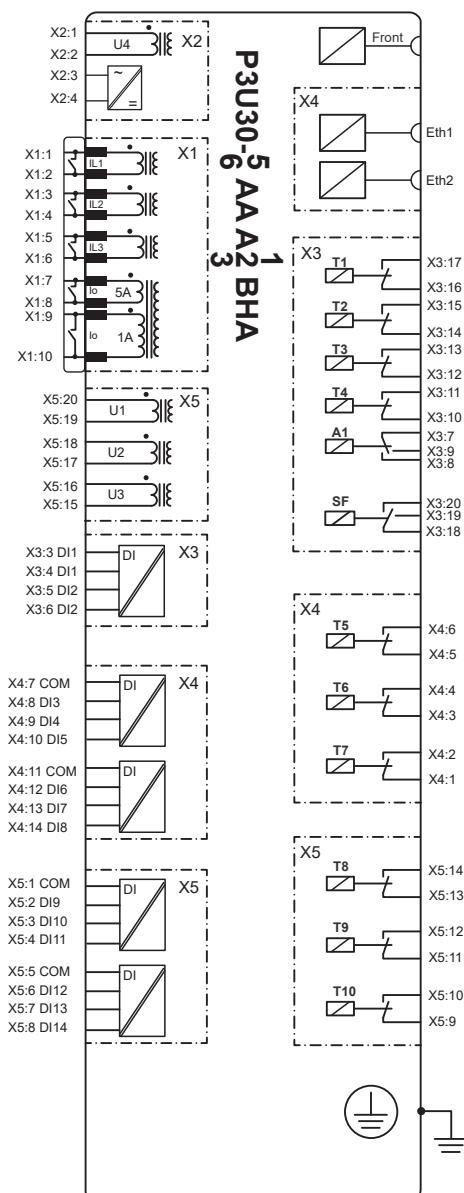 X2:1
X2:2
X2:3
X2:4
U4
X2
~
=
X1:1
X1:2
X1:3
X1:4
X1:5
X1:6
X1:7
X1:8
X1:9
X1:10
IL1
IL2
IL3
Io
5A
Io
1A
X1
X5:20
X5:19
X5:18
X5:17
X5:16
X5:15
U1
U2
U3
X5
X3:3 DI1
X3:4 DI1
X3:5 DI2
X3:6 DI2
DI
X3
X4:7 COM
X4:8 DI3
X4:9 DI4
X4:10 DI5
DI
X4
X4:11 COM
X4:12 DI6
X4:13 DI7
X4:14 DI8
DI
X5:1 COM
X5:2 DI9
X5:3 DI10
X5:4 DI11
DI
X5
X5:5 COM
X5:6 DI12
X5:7 DI13
X5:8 DI14
DI
P3U30-5 AA A2 BHA
6
1
3
Front
X4
Eth1
Eth2
X3
T1
X3:17
X3:16
T2
X3:15
X3:14
T3
X3:13
X3:12
T4
X3:11
X3:10
A1
X3:7
X3:9
X3:8
SF
X3:20
X3:19
X3:18
X4
T5
X4:6
X4:5
T6
X4:4
X4:3
T7
X4:2
X4:1
X5
T8
X5:14
X5:13
T9
X5:12
X5:11
T10
X5:10
X5:9